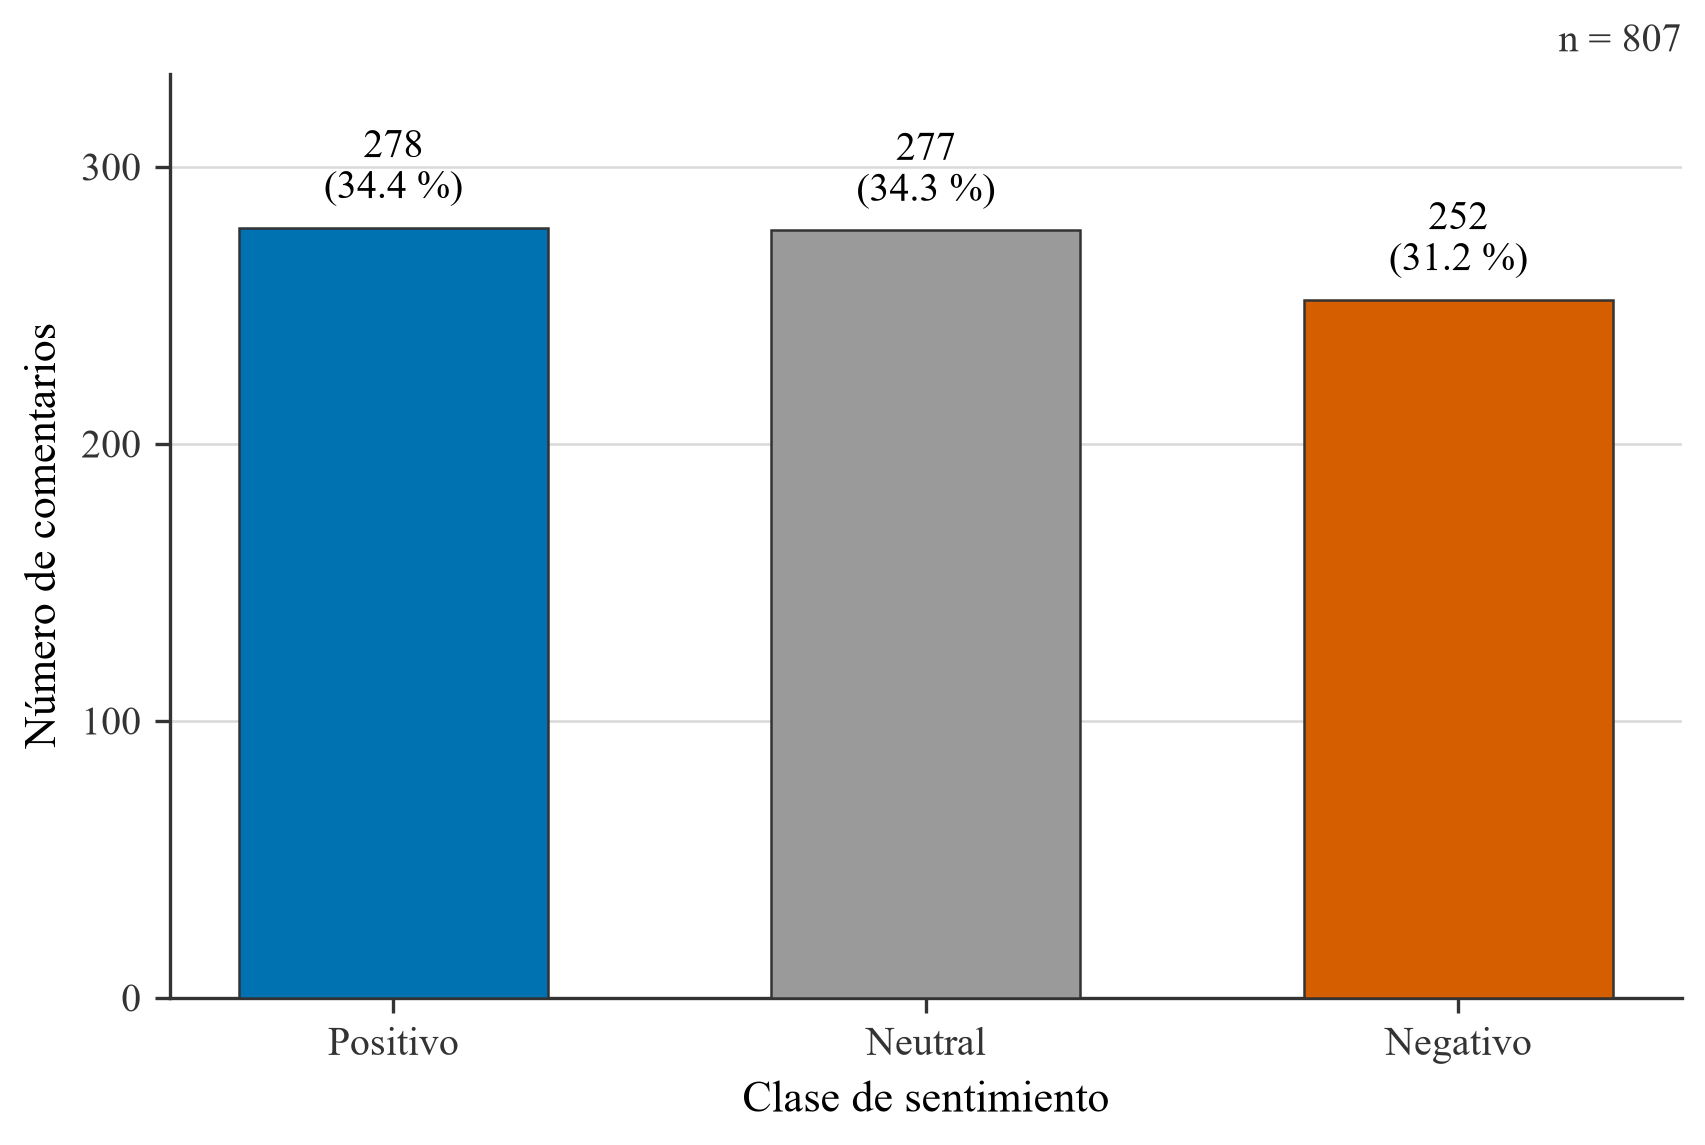 n = 807
Número de comentarios
300
200
100
0
278
(34.4 %)
277
(34.3 %)
252
(31.2 %)
Positivo
Neutral
Negativo
Clase de sentimiento